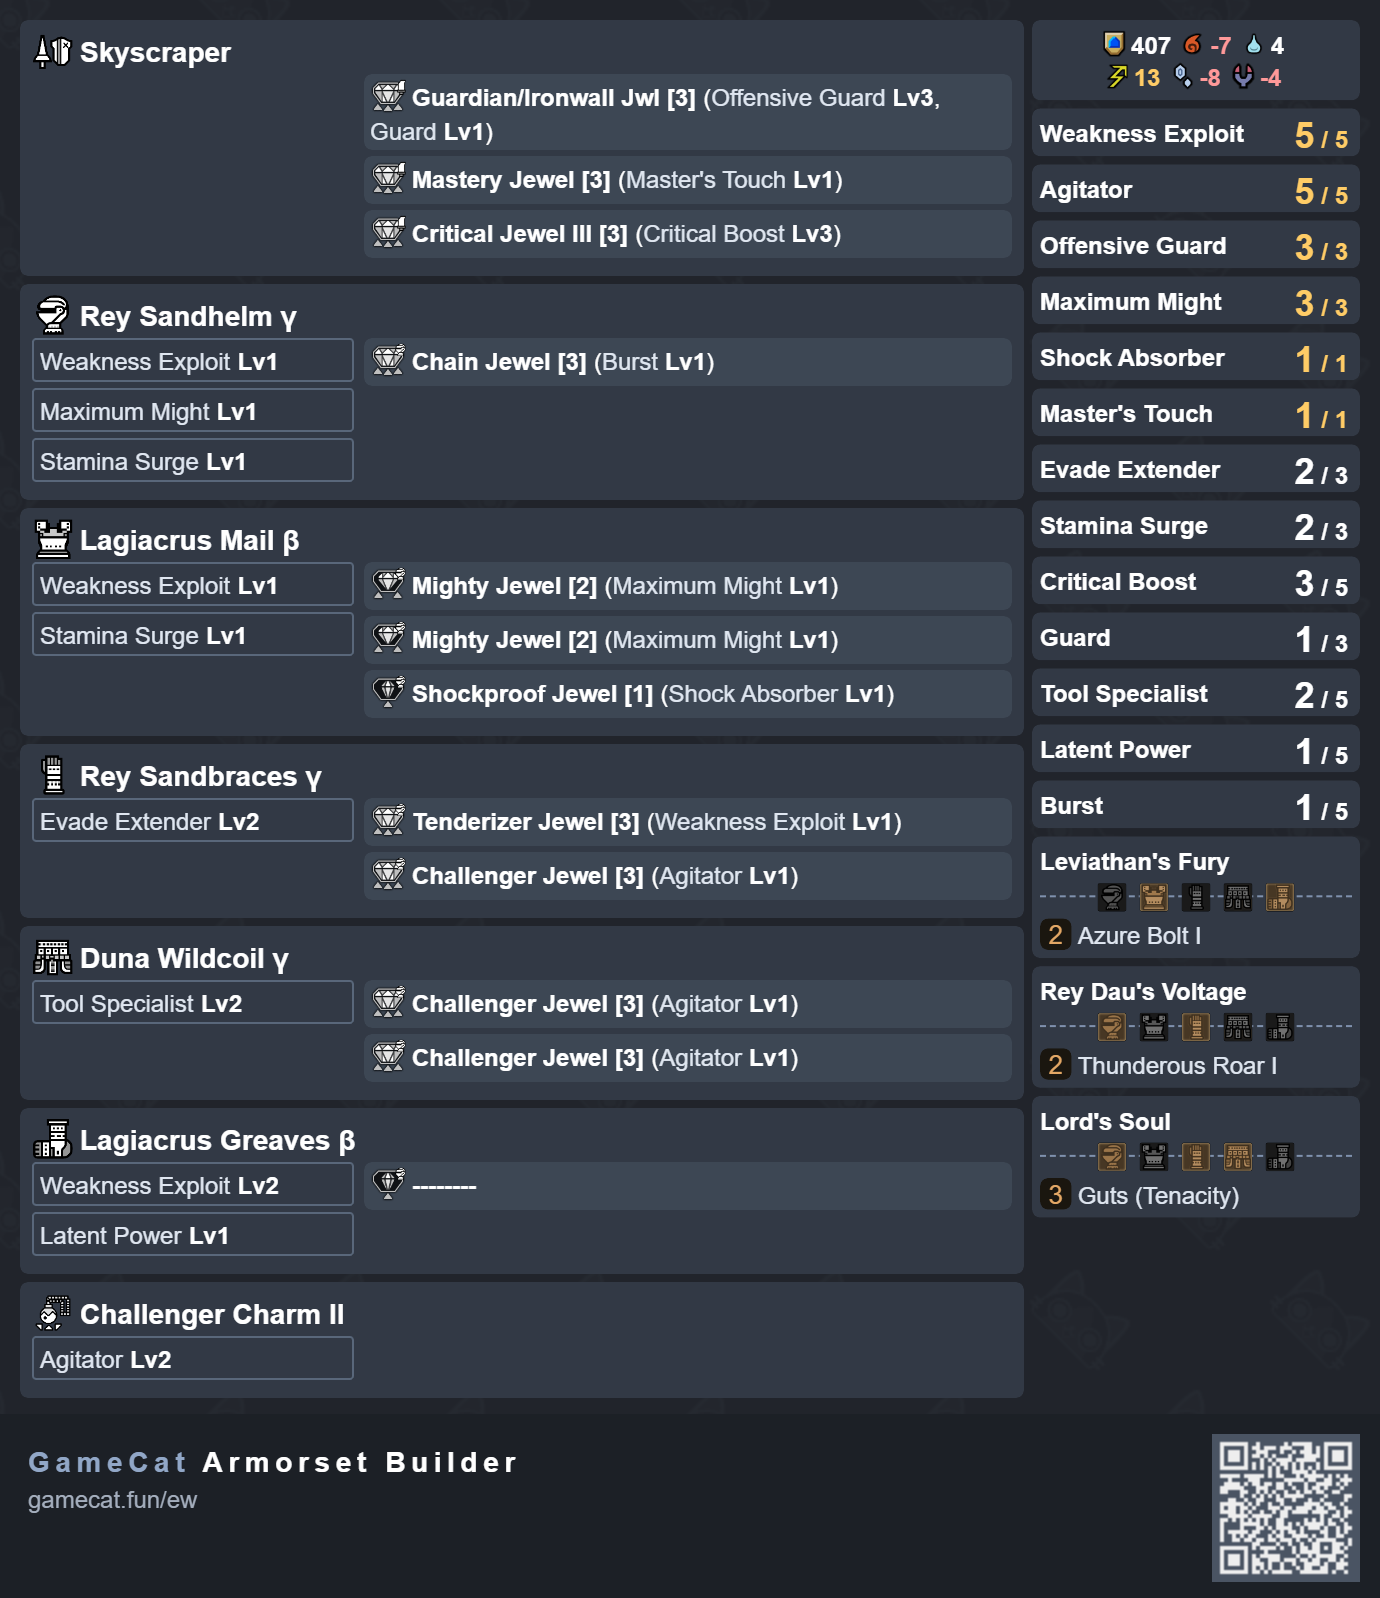 Skyscraper
Guardian/Ironwall Jwl [3] (Offensive Guard Lv3,
Guard Lv1)
Mastery Jewel [3] (Master's Touch Lv1)
Critical Jewel III [3] (Critical Boost Lv3)
Rey Sandhelm γ
Weakness Exploit Lv1
Maximum Might Lv1
Stamina Surge Lv1
Chain Jewel [3] (Burst Lv1)
Lagiacrus Mail β
Weakness Exploit Lv1
Stamina Surge Lv1
Mighty Jewel [2] (Maximum Might Lv1)
Mighty Jewel [2] (Maximum Might Lv1)
Shockproof Jewel [1] (Shock Absorber Lv1)
Rey Sandbraces γ
Evade Extender Lv2
Tenderizer Jewel [3] (Weakness Exploit Lv1)
Challenger Jewel [3] (Agitator Lv1)
Duna Wildcoil γ
Tool Specialist Lv2
Challenger Jewel [3] (Agitator Lv1)
Challenger Jewel [3] (Agitator Lv1)
Lagiacrus Greaves β
Weakness Exploit Lv2
Latent Power Lv1
--------
Challenger Charm II
Agitator Lv2
407 -7 4
13 -8 -4
Weakness Exploit 5 / 5
Agitator 5 / 5
Offensive Guard 3 / 3
Maximum Might 3 / 3
Shock Absorber 1 / 1
Master's Touch 1 / 1
Evade Extender 2 / 3
Stamina Surge 2 / 3
Critical Boost 3 / 5
Guard 1 / 3
Tool Specialist 2 / 5
Latent Power 1 / 5
Burst 1 / 5
Leviathan's Fury
2 Azure Bolt I
Rey Dau's Voltage
2 Thunderous Roar I
Lord's Soul
3 Guts (Tenacity)
GameCat Armorset Builder
gamecat.fun/ew